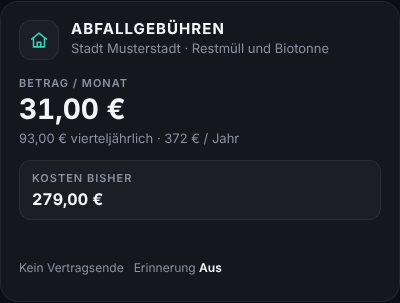 ABFALLGEBÜHREN
Stadt Musterstadt · Restmüll und Biotonne
BETRAG / MONAT
31,00 €
93,00 € vierteljährlich · 372 € / Jahr
KOSTEN BISHER
279,00 €
Kein Vertragsende Erinnerung Aus